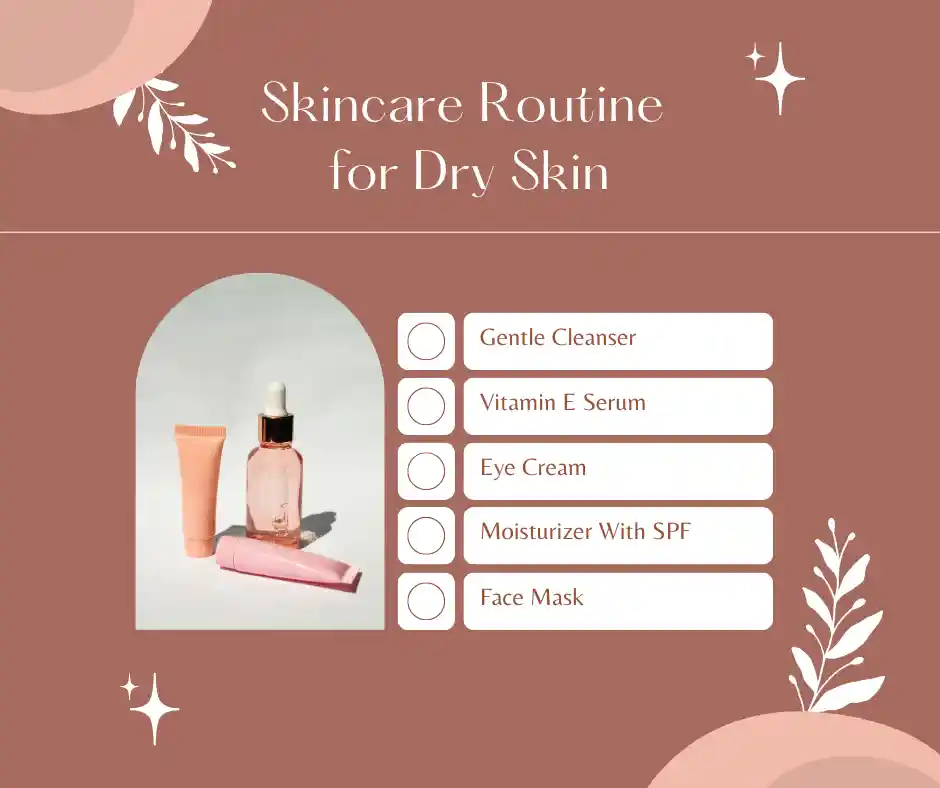 Skincare Routine
for Dry Skin
Gentle Cleanser
Vitamin E Serum
Eye Cream
Moisturizer With SPF
Face Mask